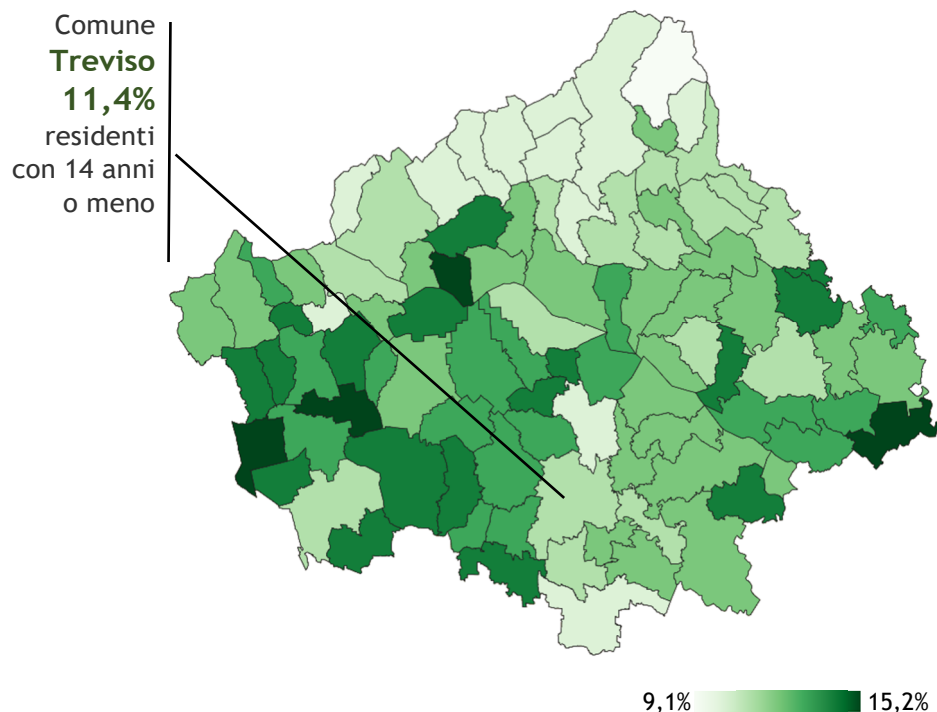 Comune
Treviso
11,4%
residenti
con 14 anni
o meno
9,1% 15,2%